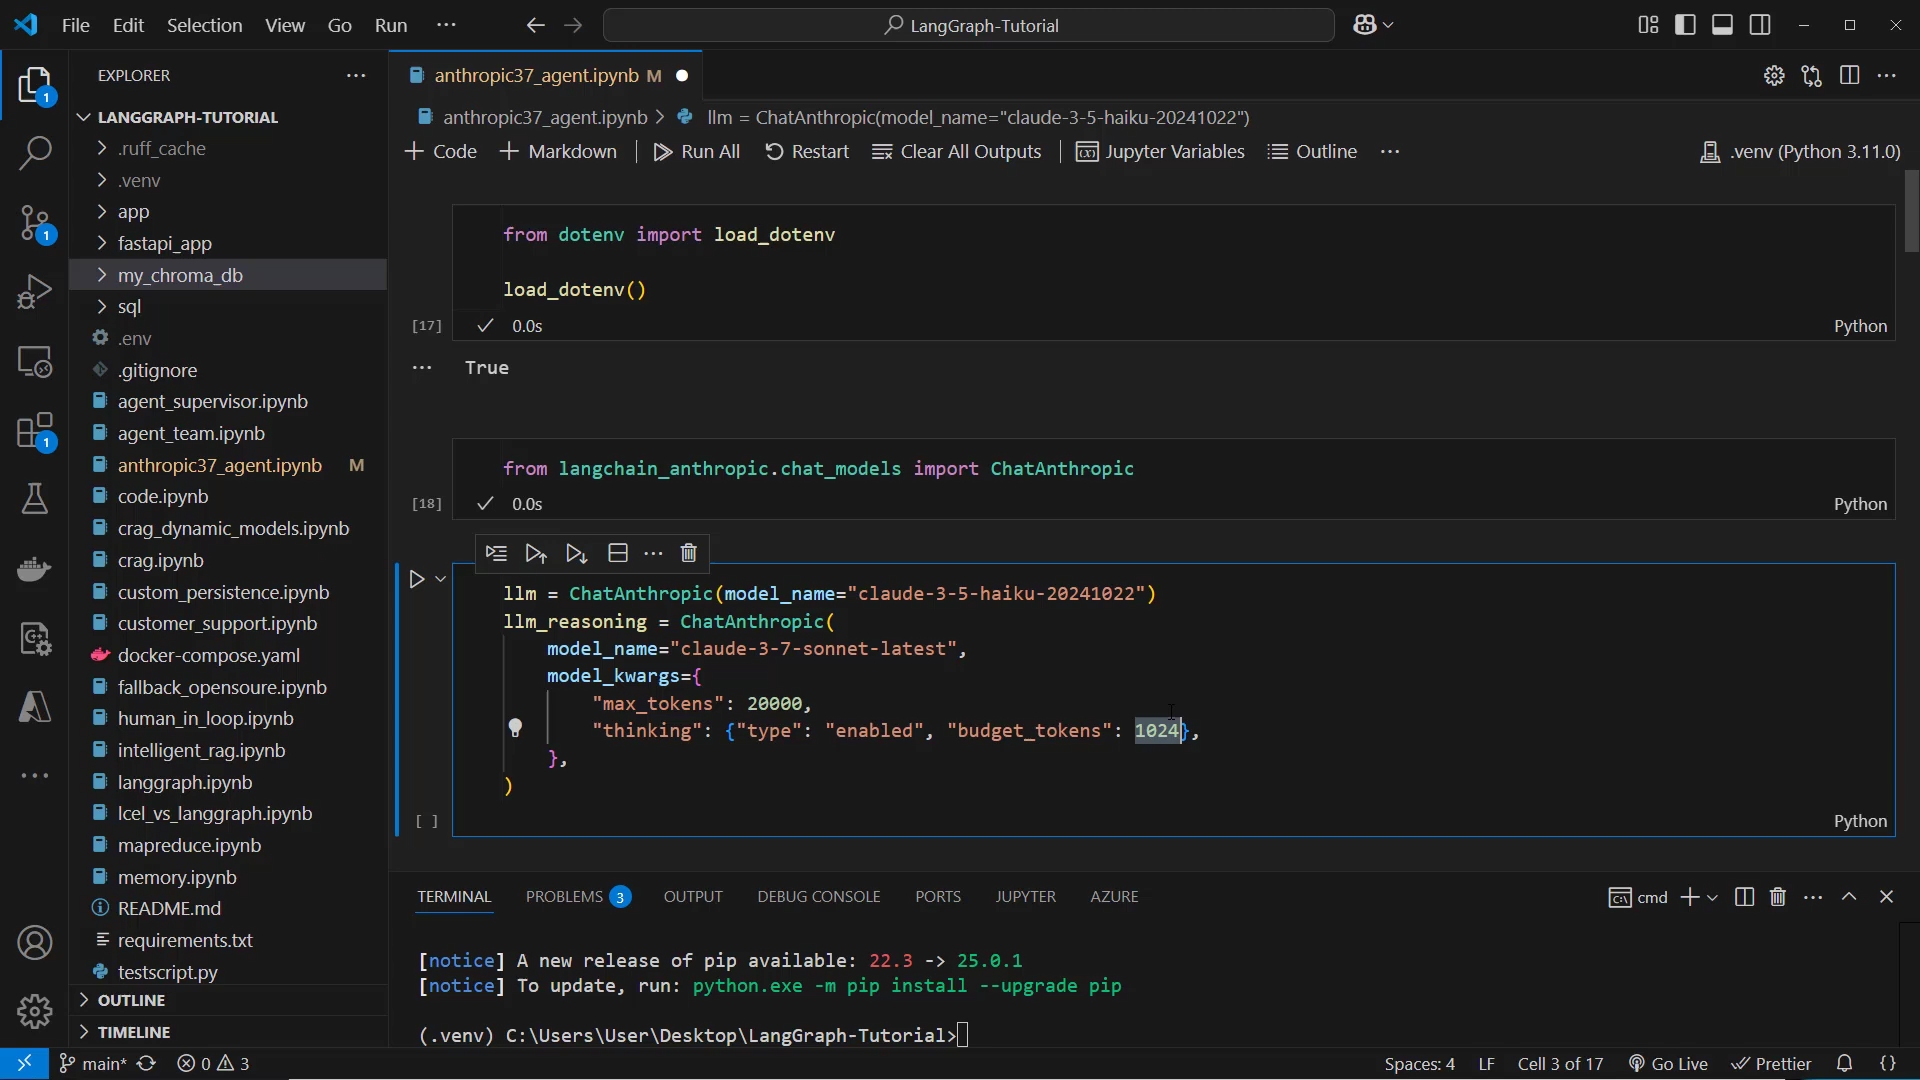 File Edit Selection View Go Run ···
LangGraph-Tutorial
EXPLORER
LANGGRAPH-TUTORIAL
.ruff_cache
.venv
app
fastapi_app
my_chroma_db
sql
.env
.gitignore
agent_supervisor.ipynb
agent_team.ipynb
anthropic37_agent.ipynb M
code.ipynb
crag_dynamic_models.ipynb
crag.ipynb
custom_persistence.ipynb
customer_support.ipynb
docker-compose.yaml
fallback_opensoure.ipynb
human_in_loop.ipynb
intelligent_rag.ipynb
langgraph.ipynb
lcel_vs_langgraph.ipynb
mapreduce.ipynb
memory.ipynb
README.md
requirements.txt
testscript.py
OUTLINE
TIMELINE
1
1
1
anthropic37_agent.ipynb M
anthropic37_agent.ipynb > llm = ChatAnthropic(model_name="claude-3-5-haiku-20241022")
+ Code + Markdown Run All Restart Clear All Outputs Jupyter Variables Outline ··· .venv (Python 3.11.0)
from dotenv import load_dotenv
load_dotenv()
[17] 0.0s Python
True
from langchain_anthropic.chat_models import ChatAnthropic
[18] 0.0s Python
llm = ChatAnthropic(model_name="claude-3-5-haiku-20241022")
llm_reasoning = ChatAnthropic(
model_name="claude-3-7-sonnet-latest",
model_kwargs={
"max_tokens": 20000,
"thinking": {"type": "enabled", "budget_tokens": 1024},
},
)
[ ] Python
TERMINAL PROBLEMS 3 OUTPUT DEBUG CONSOLE PORTS JUPYTER AZURE cmd
[notice] A new release of pip available: 22.3 -> 25.0.1
[notice] To update, run: python.exe -m pip install --upgrade pip
(.venv) C:\Users\User\Desktop\LangGraph-Tutorial>
main* 0 3 Spaces: 4 LF Cell 3 of 17 Go Live Prettier {}